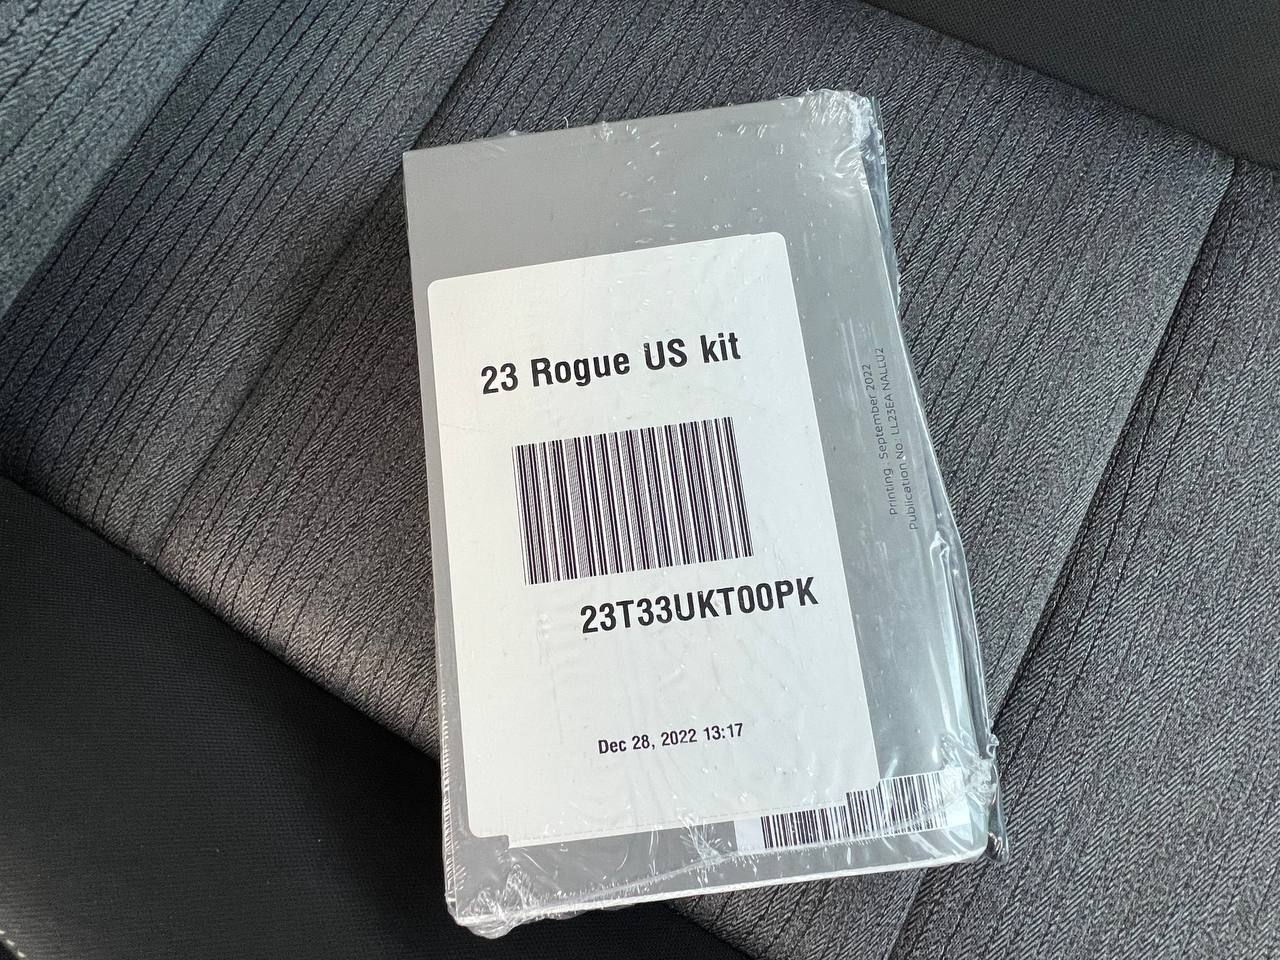 23 Rogue US kit
23T33UKT00PK
Dec 28, 2022 13:17
Printing : September 2022
Publication No.: LL23EA NALLU2